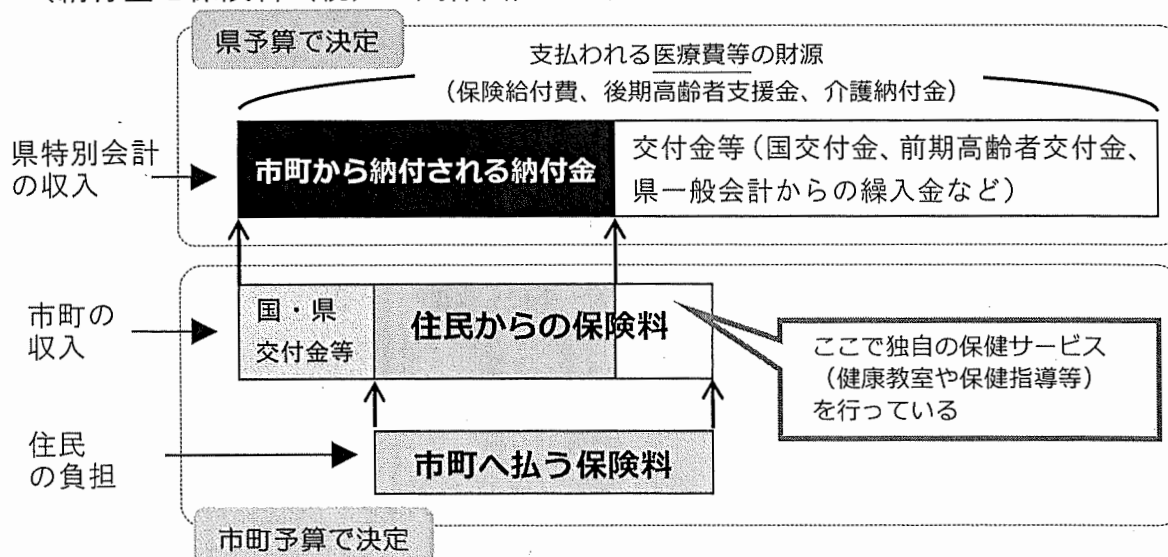 県予算で決定
支払われる医療費等の財源
(保険給付費、後期高齢者支援金、介護納付金)
県特別会計
の収入
市町から納付される納付金
交付金等(国交付金、前期高齢者交付金、
県一般会計からの繰入金など)
市町の
収入
国・県
交付金等
住民からの保険料
ここで独自の保健サービス
(健康教室や保健指導等)
を行っている
住民
の負担
市町へ払う保険料
市町予算で決定